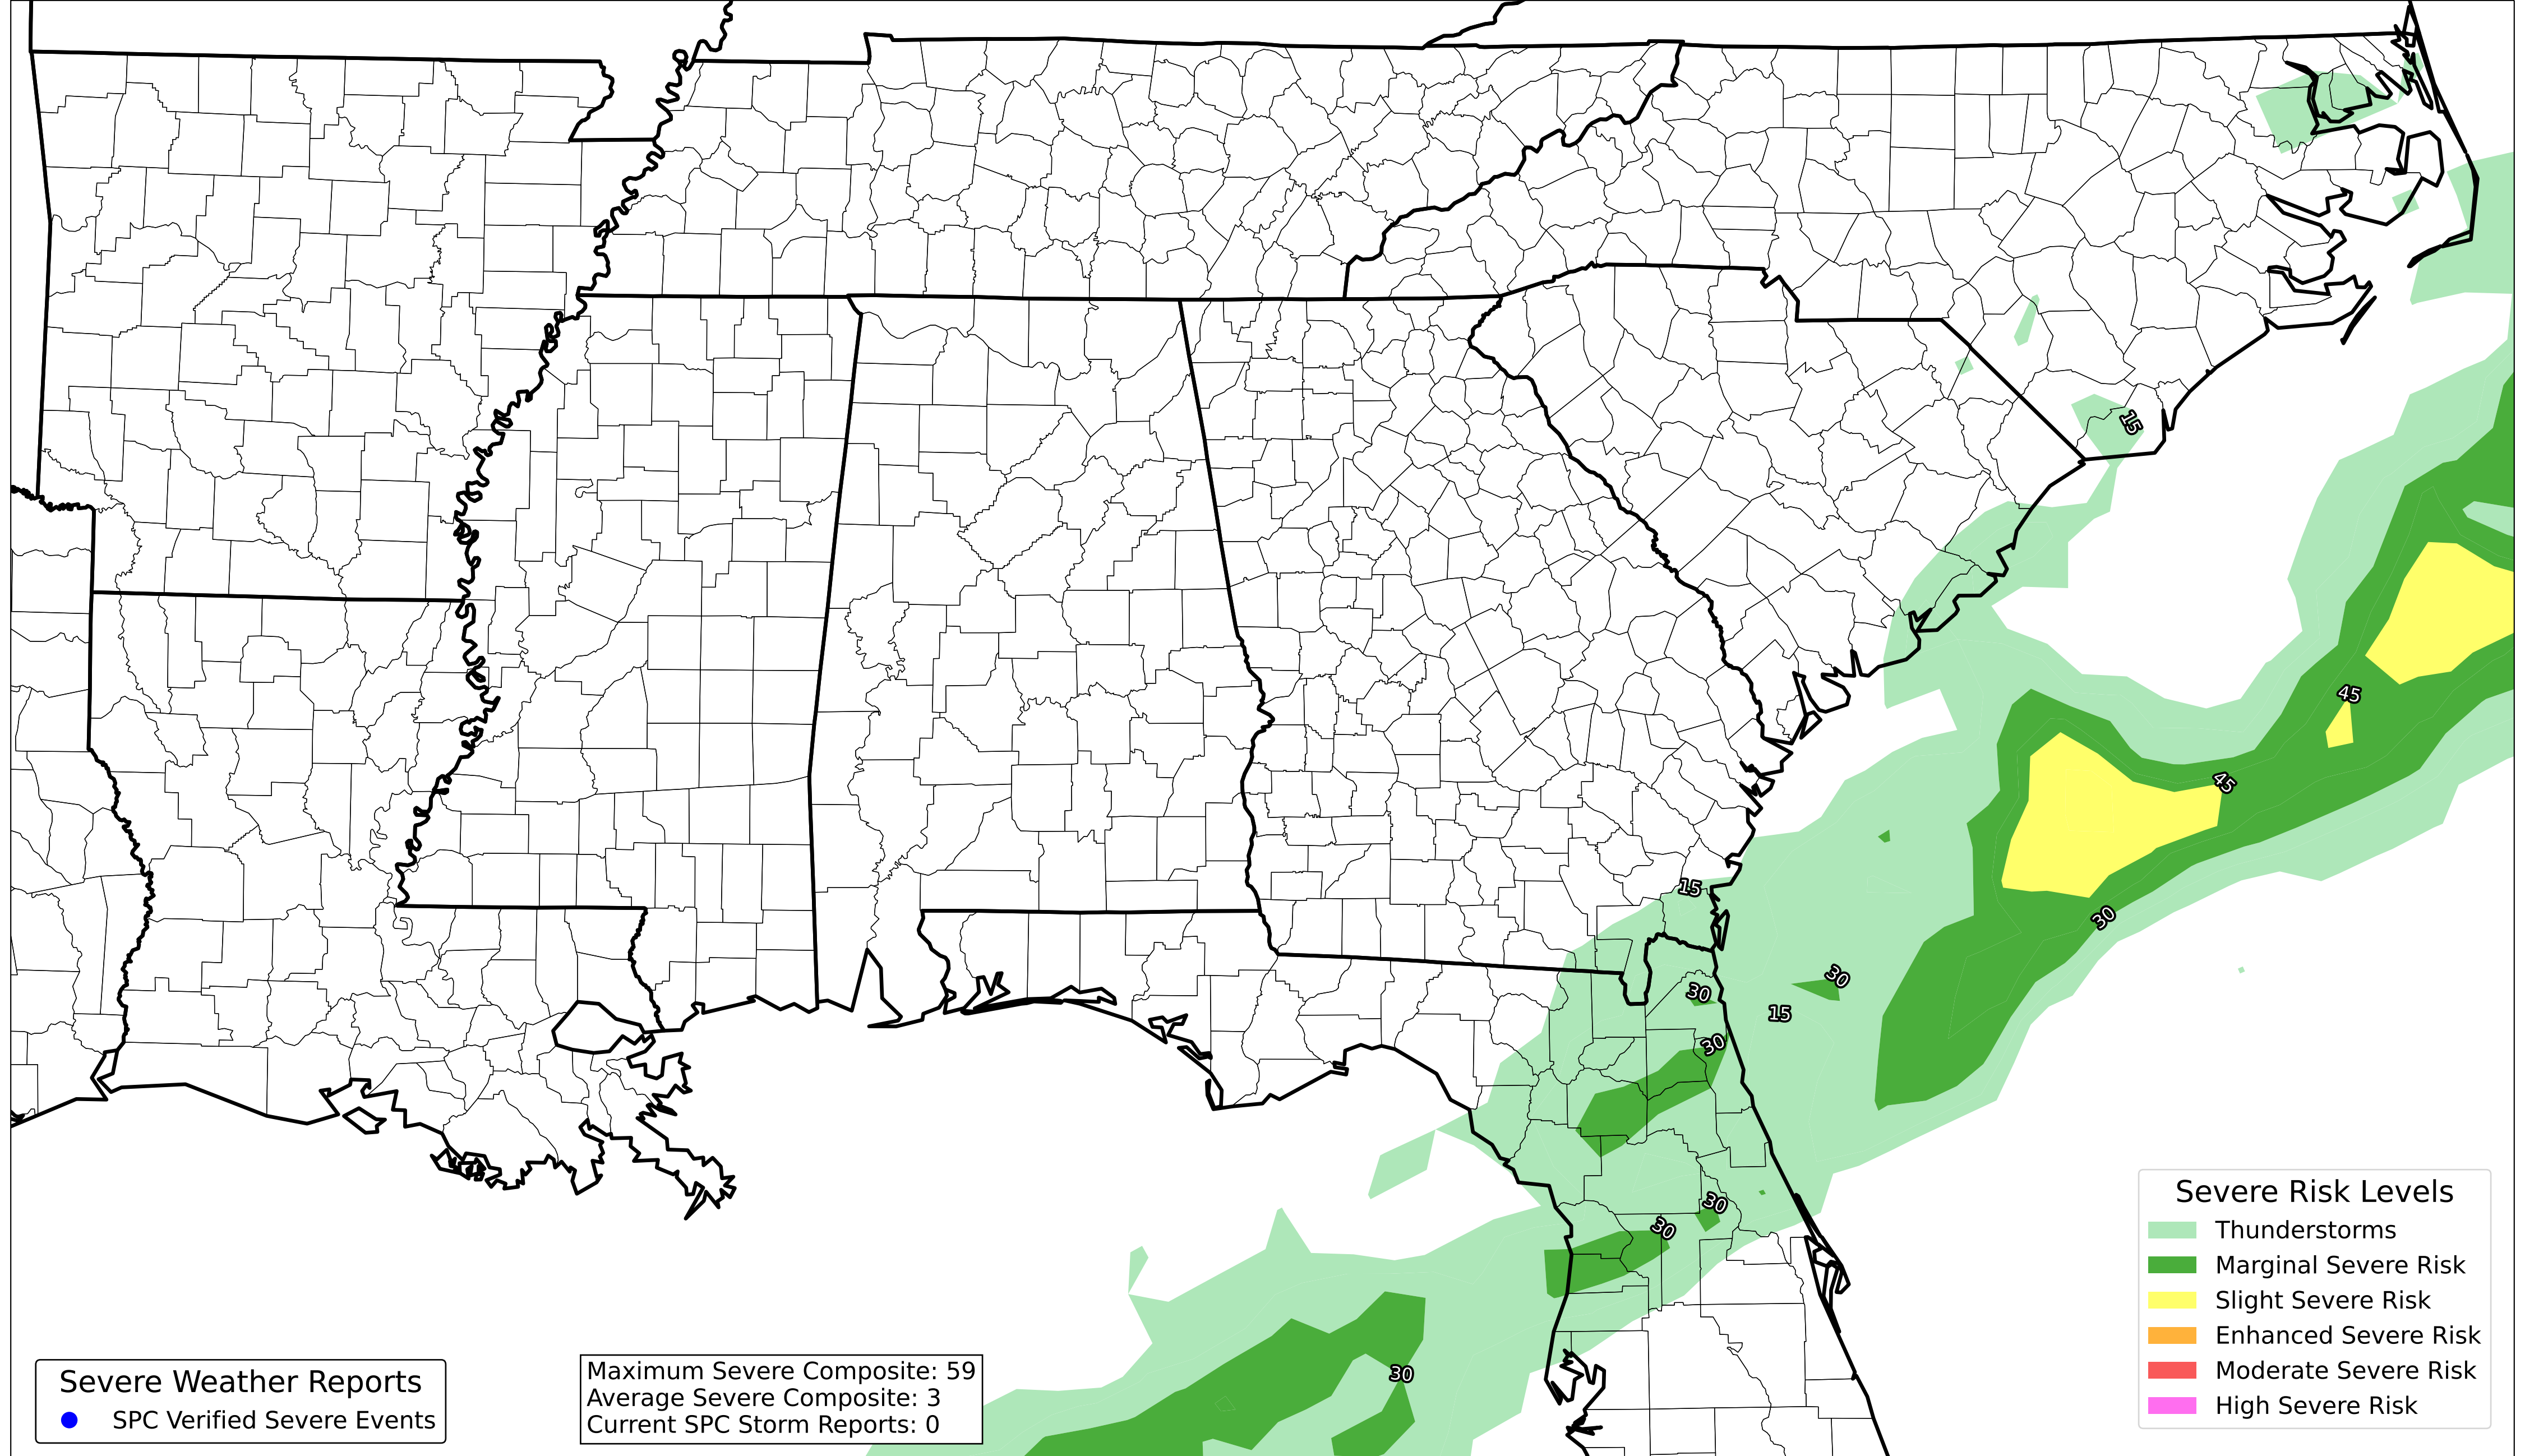 15
45
45
15
30
30
30
15
30
30
30
30
Severe Risk Levels
Thunderstorms
Marginal Severe Risk
Slight Severe Risk
Enhanced Severe Risk
Moderate Severe Risk
High Severe Risk
Severe Weather Reports
SPC Verified Severe Events
Maximum Severe Composite: 59
Average Severe Composite: 3
Current SPC Storm Reports: 0